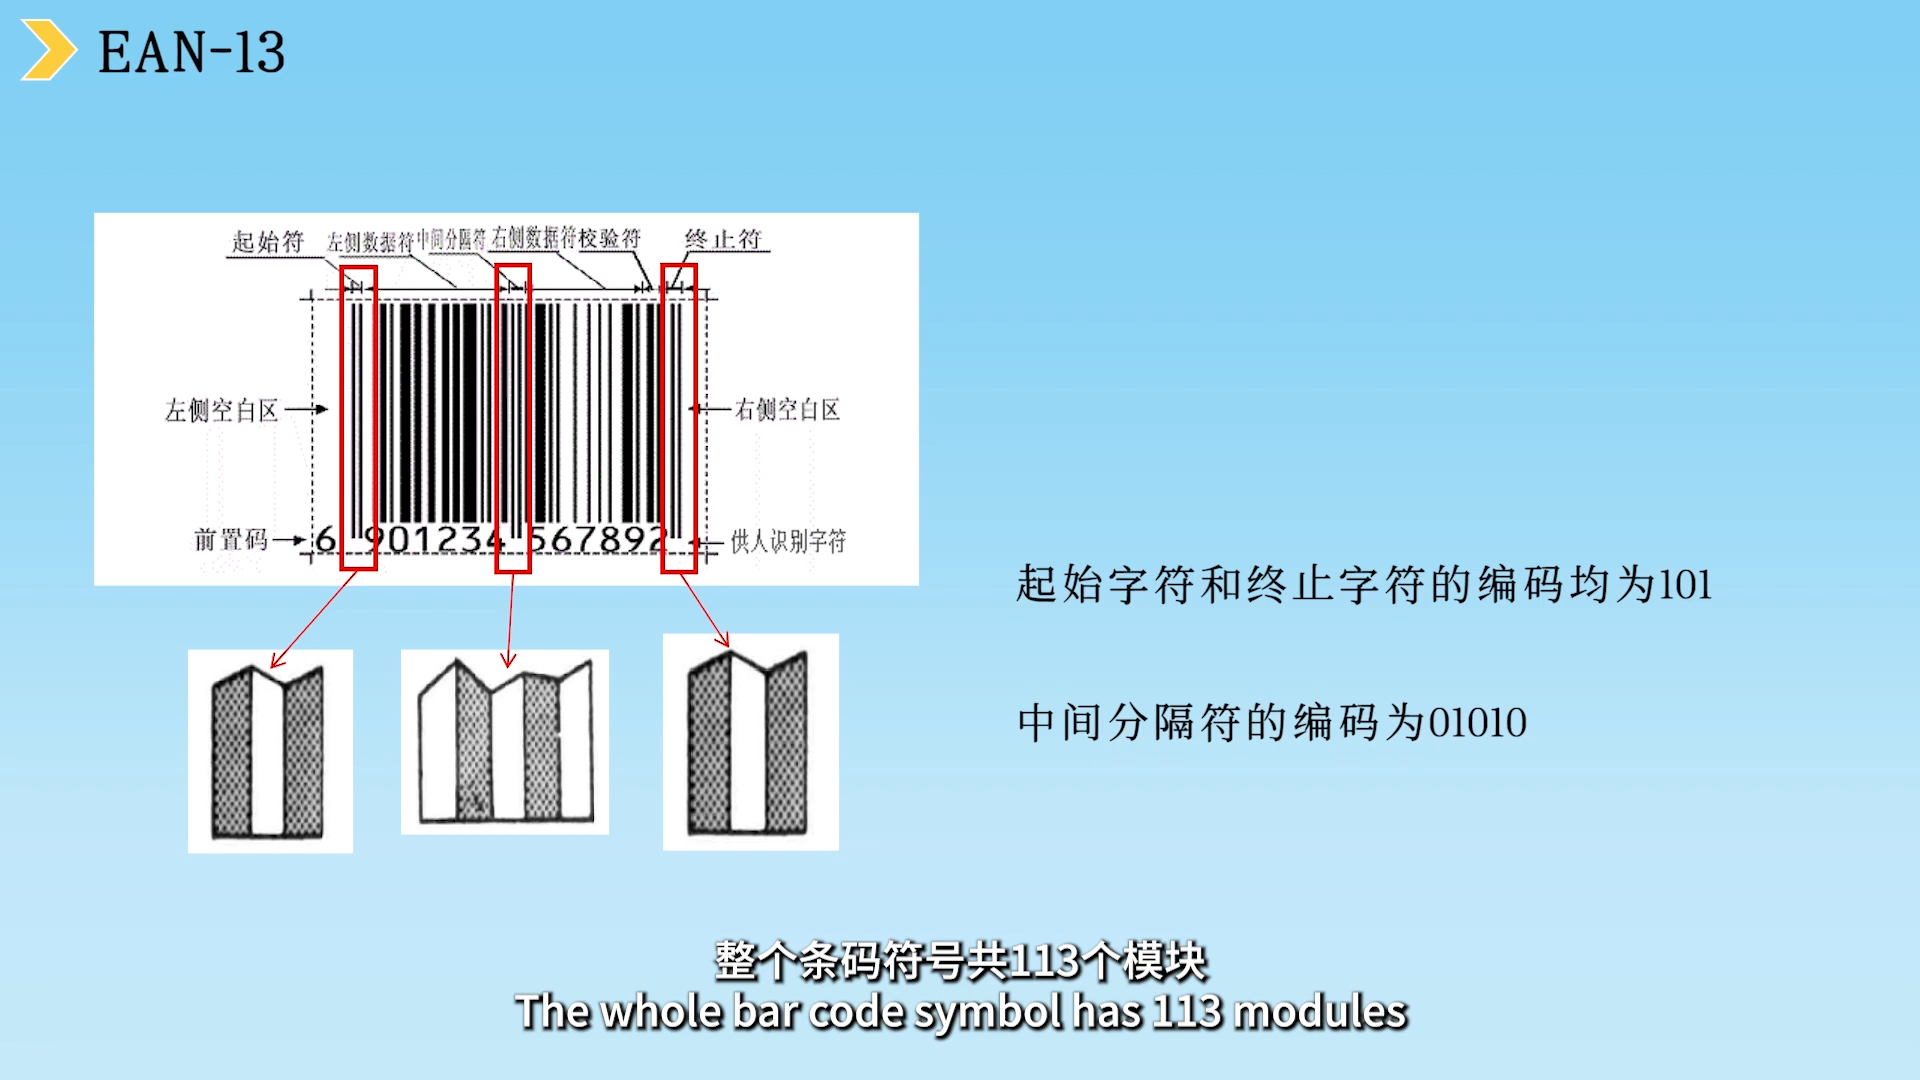 EAN-13
起始符 左侧数据符 中间分隔符 右侧数据符 校验符 终止符
左侧空白区 右侧空白区
前置码 6 901234 567892 供人识别字符
起始字符和终止字符的编码均为101
中间分隔符的编码为01010
整个条码符号共113个模块
The whole bar code symbol has 113 modules